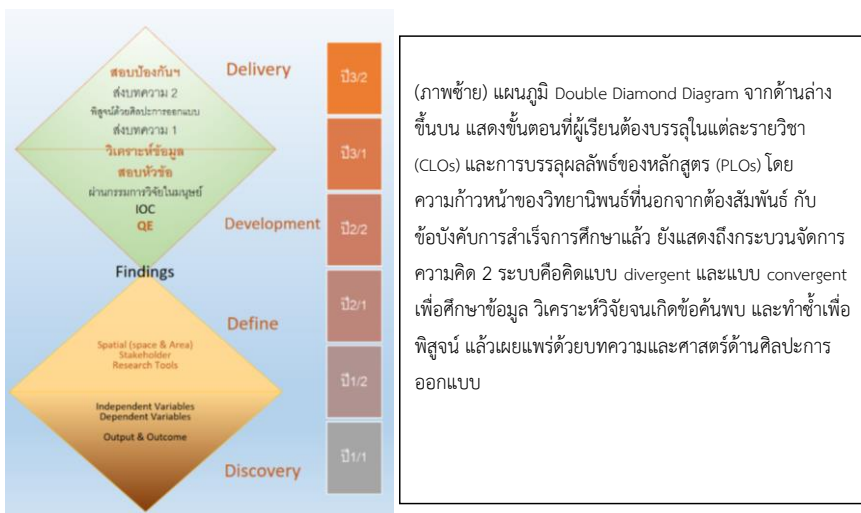 สอบป้องกันฯ
ส่งบทความ 2
พิสูจน์ด้วยศิลปะการออกแบบ
ส่งบทความ 1
วิเคราะห์ข้อมูล
สอบหัวข้อ
ผ่านกรรมการวิจัยในมนุษย์
IOC
QE
Findings
Spatial (space & Area)
Stakeholder
Research Tools
Independent Variables
Dependent Variables
Output & Outcome
Delivery
Development
Define
Discovery
ปี3/2
ปี3/1
ปี2/2
ปี2/1
ปี1/2
ปี1/1
(ภาพซ้าย) แผนภูมิ Double Diamond Diagram จากด้านล่าง
ขึ้นบน แสดงขั้นตอนที่ผู้เรียนต้องบรรลุในแต่ละรายวิชา
(CLOs) และการบรรลุผลลัพธ์ของหลักสูตร (PLOs) โดย
ความก้าวหน้าของวิทยานิพนธ์ที่นอกจากต้องสัมพันธ์ กับ
ข้อบังคับการสำเร็จการศึกษาแล้ว ยังแสดงถึงกระบวนจัดการ
ความคิด 2 ระบบคือคิดแบบ divergent และแบบ convergent
เพื่อศึกษาข้อมูล วิเคราะห์วิจัยจนเกิดข้อค้นพบ และทำซ้ำเพื่อ
พิสูจน์ แล้วเผยแพร่ด้วยบทความและศาสตร์ด้านศิลปะการ
ออกแบบ